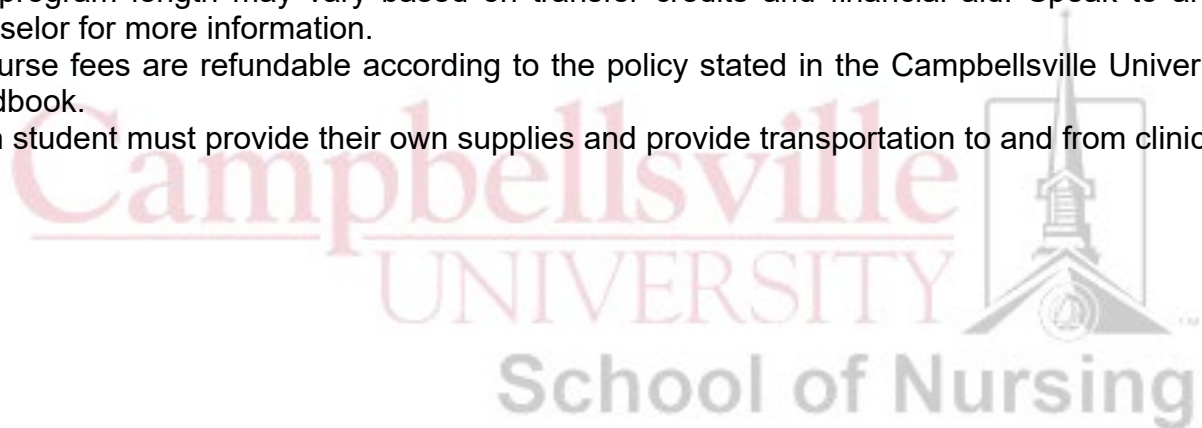 program length may vary based on transfer credits and financial aid. Speak to
selor for more information.
urse fees are refundable according to the policy stated in the Campbellsville Univer
dbook.
student must provide their own supplies and provide transportation to and from clinic
Campbellsville
UNIVERSITY
School of Nursing